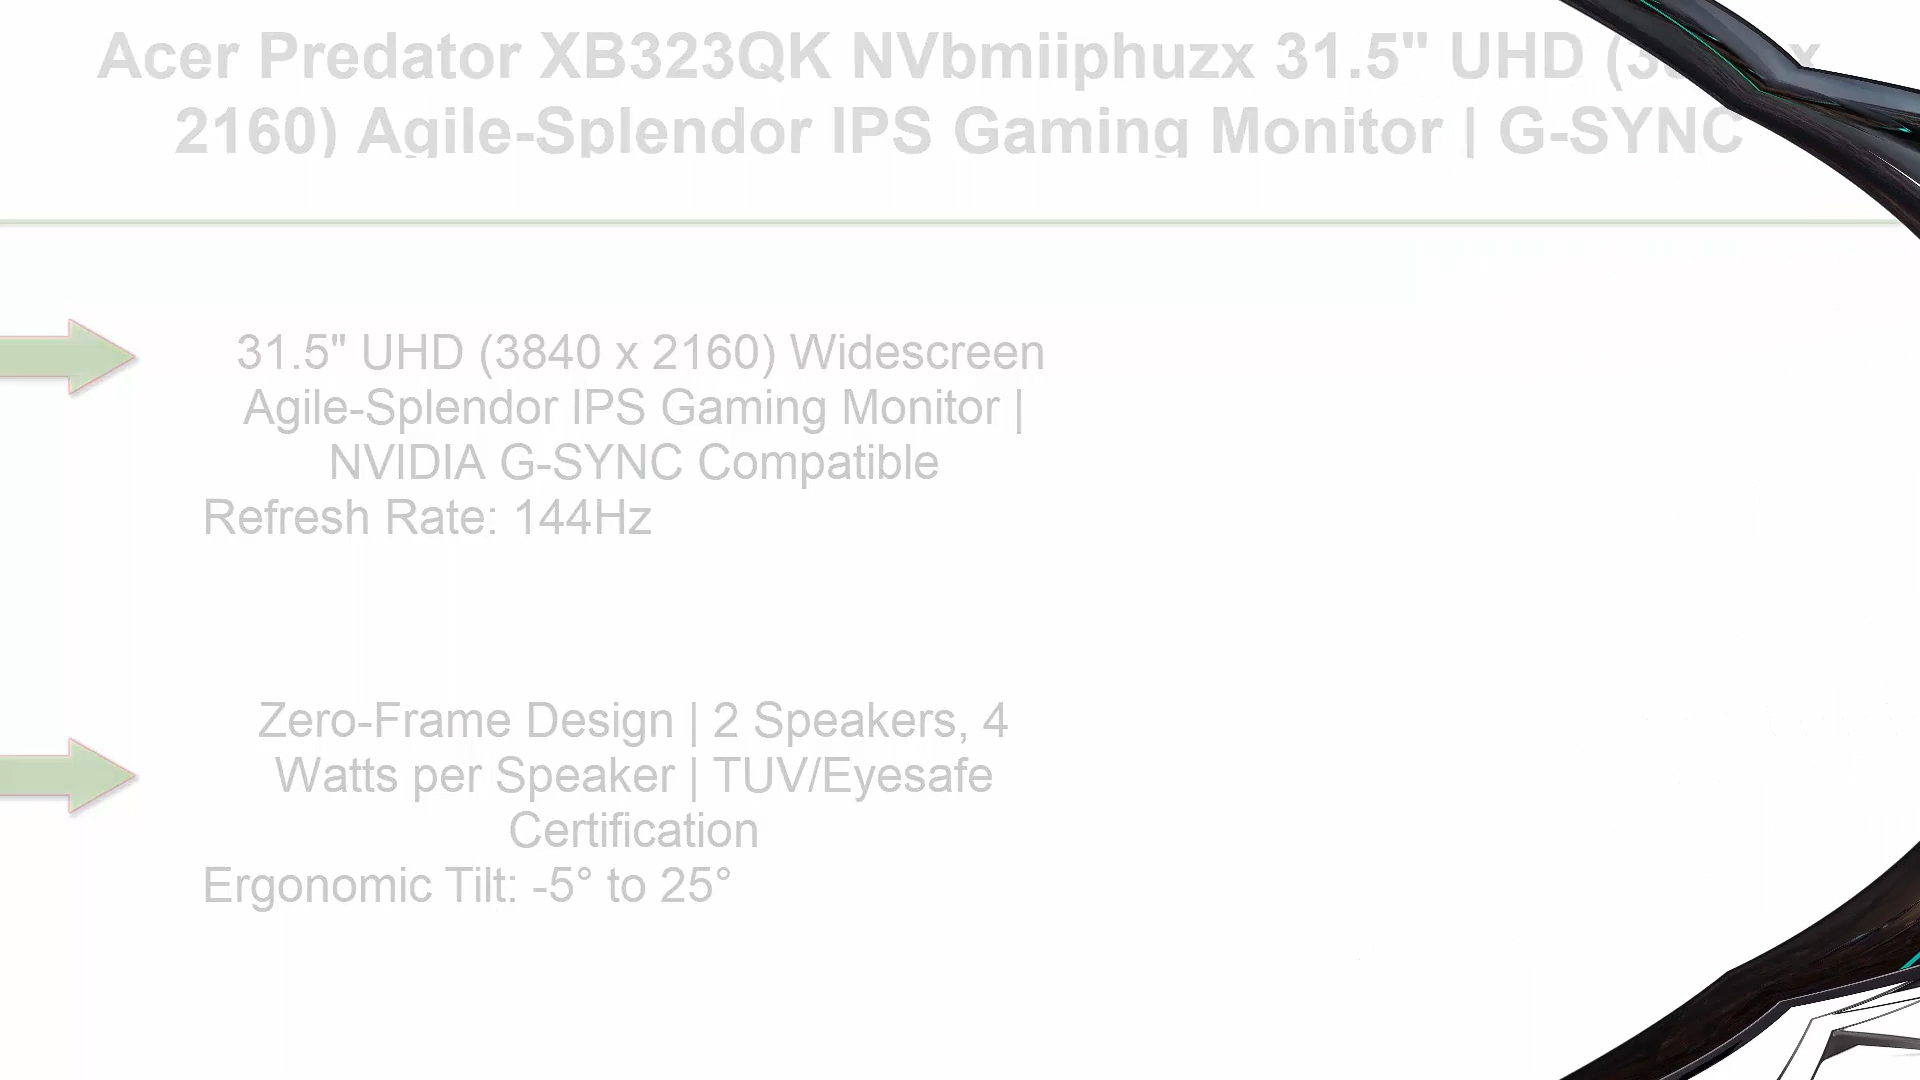 Acer Predator XB323QK NVbmiiphuzx 31.5" UHD (3 x
2160) Agile-Splendor IPS Gaming Monitor | G-SYNC
31.5" UHD (3840 x 2160) Widescreen
Agile-Splendor IPS Gaming Monitor |
NVIDIA G-SYNC Compatible
Refresh Rate: 144Hz
Zero-Frame Design | 2 Speakers, 4
Watts per Speaker | TUV/Eyesafe
Certification
Ergonomic Tilt: -5° to 25°